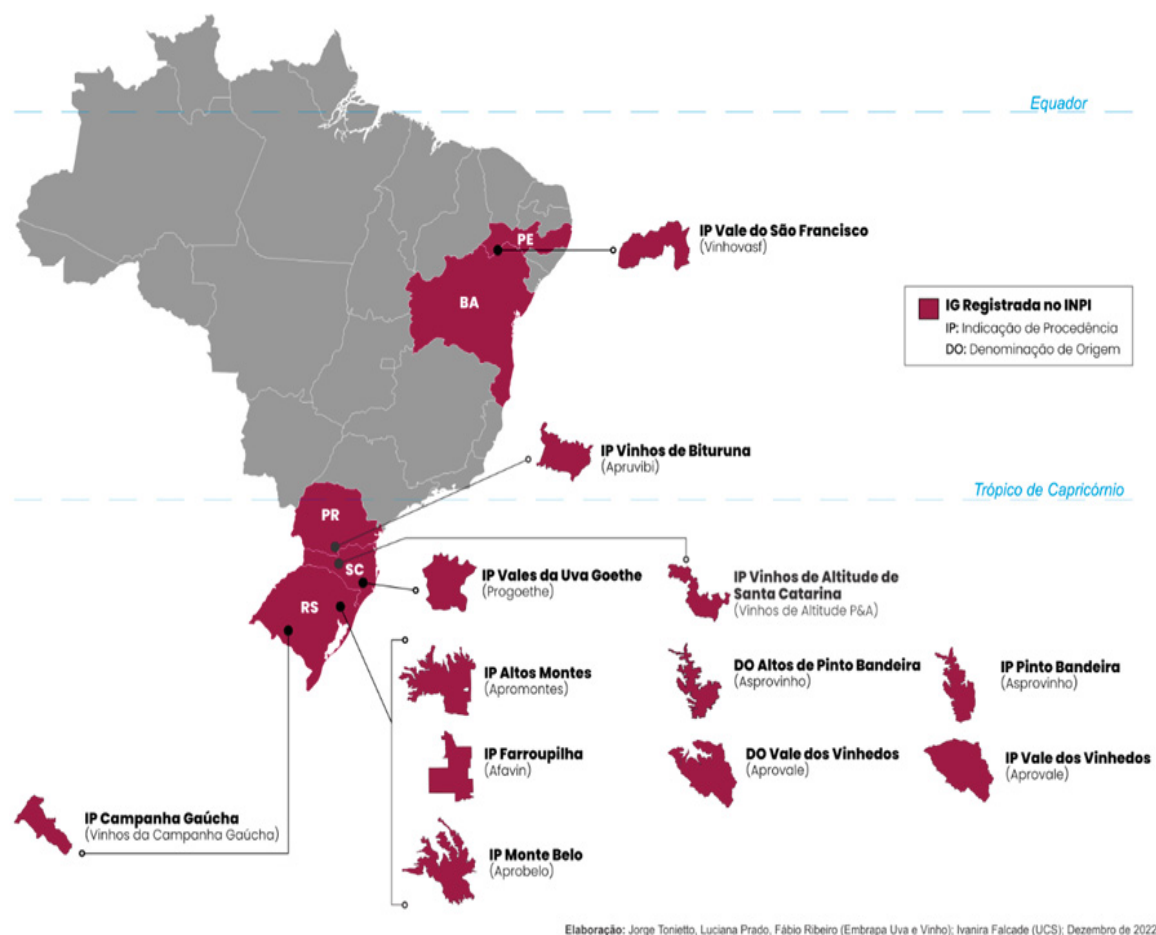 Equador
IP Vale do São Francisco
(Vinhovasf)
PE
BA
IG Registrada no INPI
IP: Indicação de Procedência
DO: Denominação de Origem
IP Vinhos de Bituruna
(Apruvibi)
Trópico de Capricórnio
PR
SC
RS
IP Vales da Uva Goethe
(Progoethe)
IP Vinhos de Altitude de
Santa Catarina
(Vinhos de Altitude P&A)
IP Altos Montes
(Apromontes)
DO Altos de Pinto Bandeira
(Asprovinho)
IP Pinto Bandeira
(Asprovinho)
IP Farroupilha
(Afavin)
DO Vale dos Vinhedos
(Aprovale)
IP Vale dos Vinhedos
(Aprovale)
IP Campanha Gaúcha
(Vinhos da Campanha Gaúcha)
IP Monte Belo
(Aprobelo)
Elaboração: Jorge Tonietto, Luciana Prado, Fábio Ribeiro (Embrapa Uva e Vinho); Ivanira Falcade (UCS); Dezembro de 2022